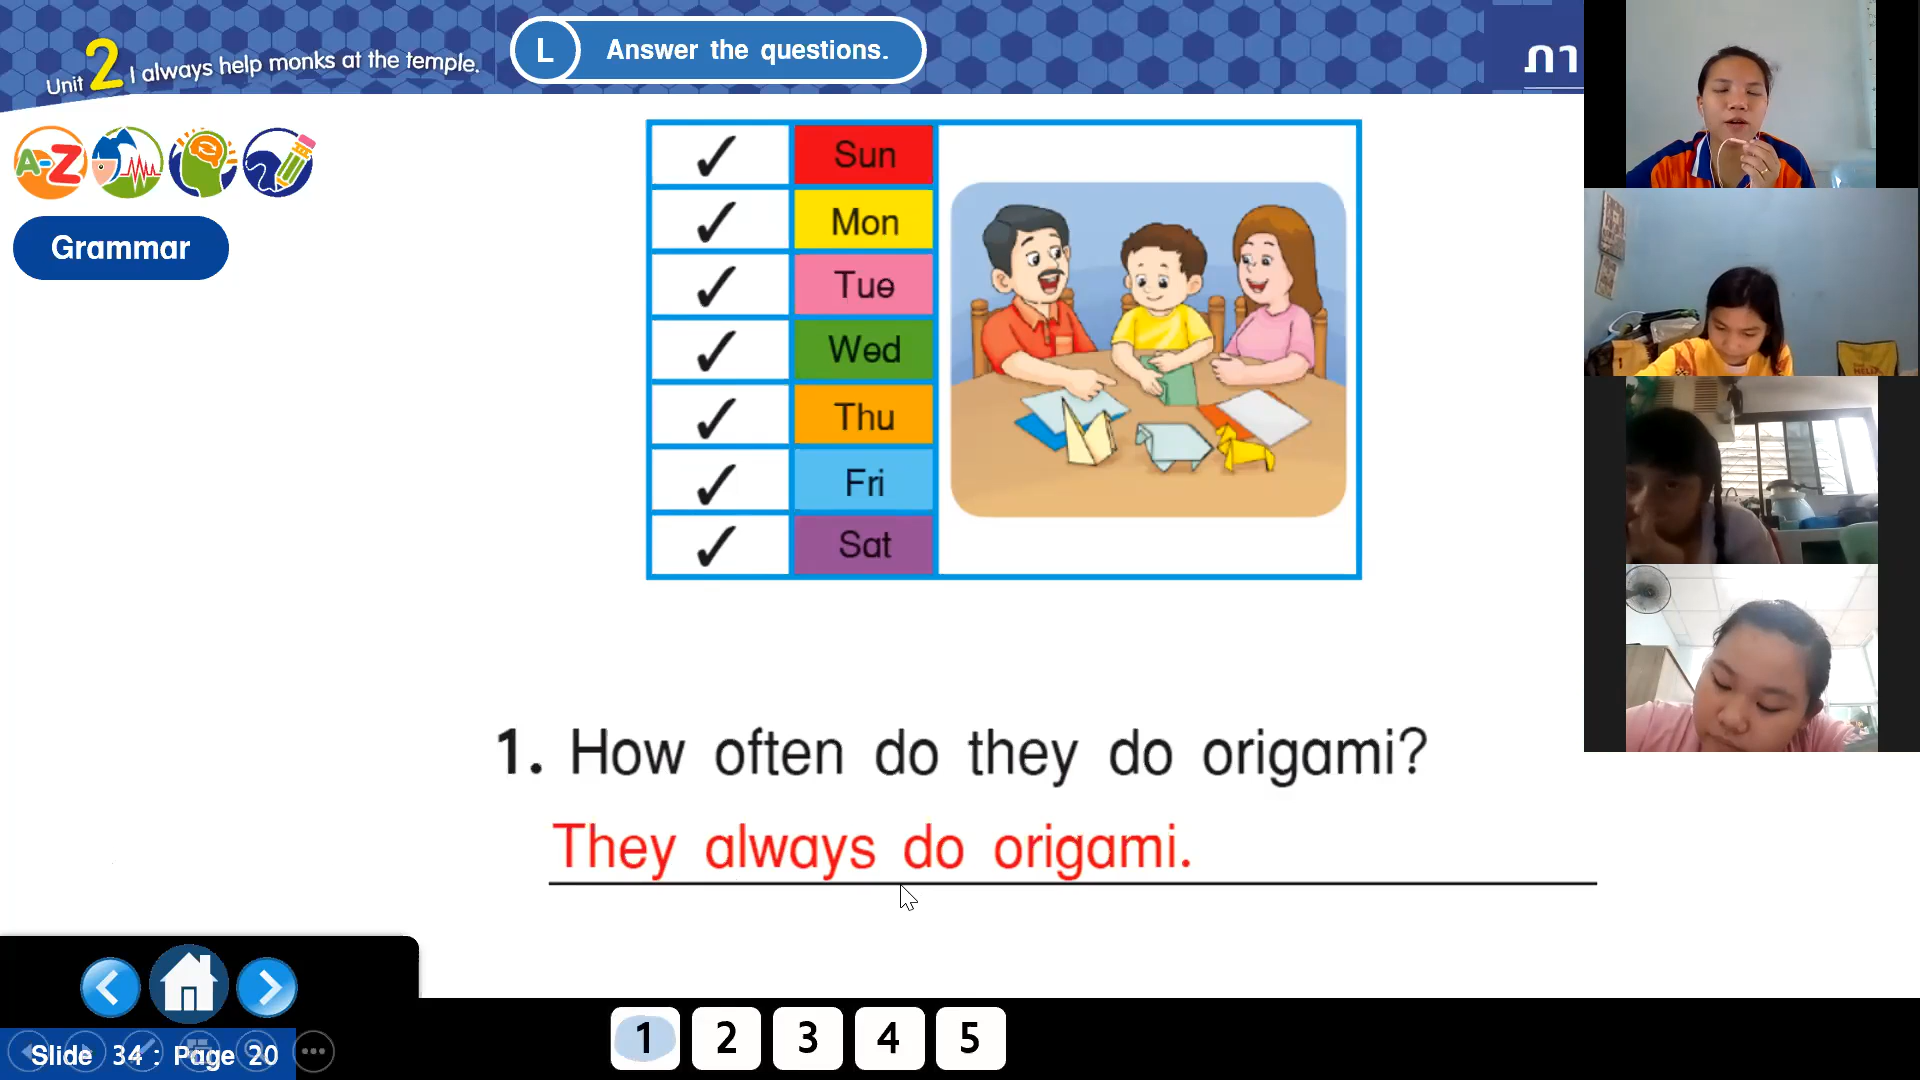 Unit 2 I always help monks at the temple.
L Answer the questions.
ภา
A-Z
Grammar
Sun
Mon
Tue
Wed
Thu
Fri
Sat
1. How often do they do origami?
They always do origami.
1 2 3 4 5
Slide 34 : Page 20